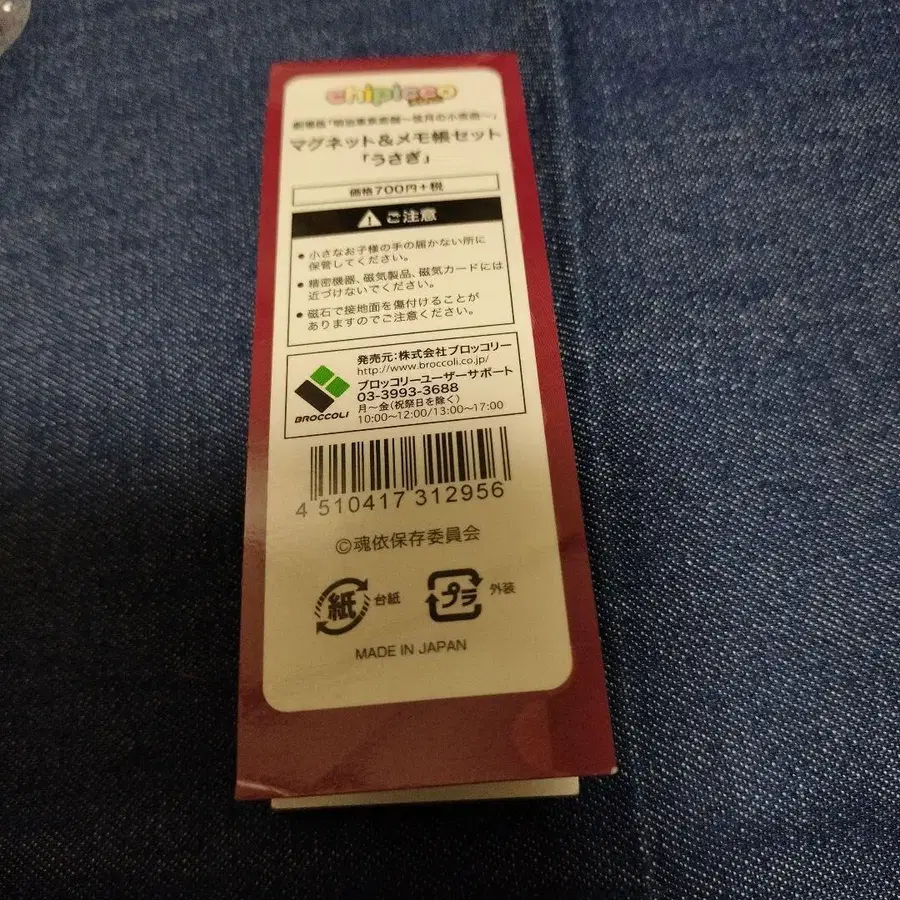 chipicco
劇場版「明治東亰恋伽～弦月の小夜曲～」
マグネット&メモ帳セット
「うさぎ」
価格700円+税
ご注意
● 小さなお子様の手の届かない所に
保管してください。
● 精密機器、磁気製品、磁気カードには
近づけないでください。
● 磁石で接地面を傷付けることが
ありますのでご注意ください。
発売元:株式会社ブロッコリー
http://www.broccoli.co.jp/
ブロッコリーユーザーサポート
03-3993-3688
月～金(祝祭日を除く)
10:00～12:00/13:00～17:00
BROCCOLI
4 510417 312956
©魂依保存委員会
紙 台紙
プラ 外装
MADE IN JAPAN